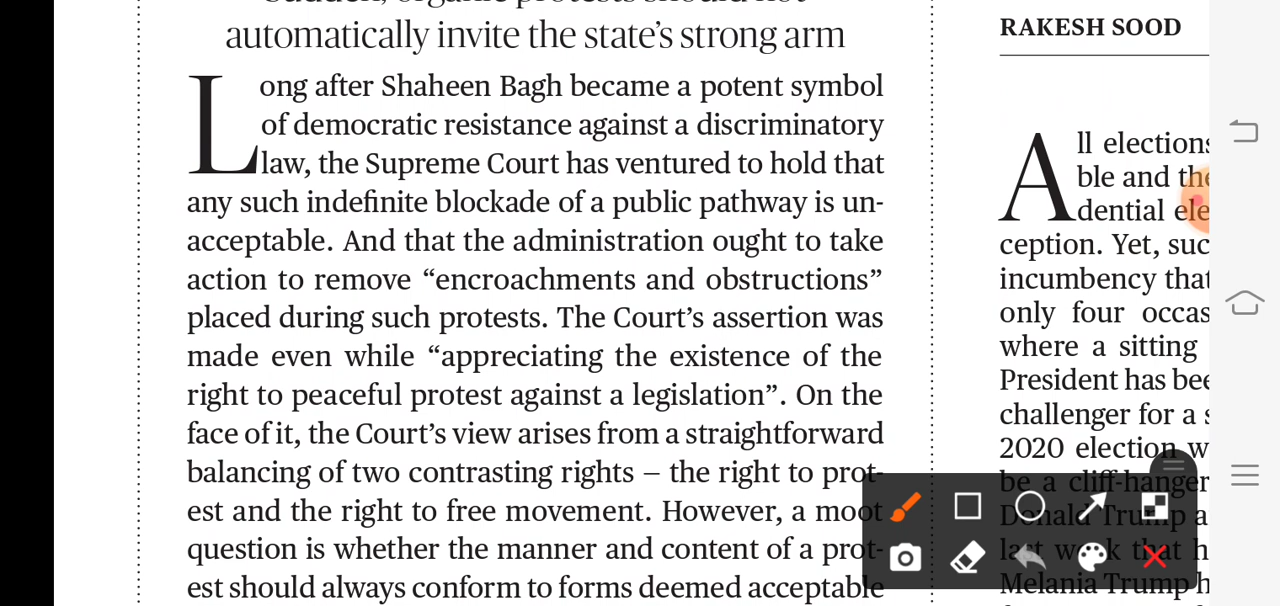 automatically invite the state's strong arm
Long after Shaheen Bagh became a potent symbol
of democratic resistance against a discriminatory
law, the Supreme Court has ventured to hold that
any such indefinite blockade of a public pathway is un-
acceptable. And that the administration ought to take
action to remove “encroachments and obstructions”
placed during such protests. The Court's assertion was
made even while “appreciating the existence of the
right to peaceful protest against a legislation”. On the
face of it, the Court's view arises from a straightforward
balancing of two contrasting rights – the right to prot-
est and the right to free movement. However, a moot
question is whether the manner and content of a prot-
est should always conform to forms deemed acceptable
RAKESH SOOD
All elections
ble and the
dential ele
ception. Yet, suc
incumbency that
only four occas
where a sitting
President has bee
challenger for a s
2020 election w
be a cliff-hanger
Donald Trump a
last week that h
Melania Trump h